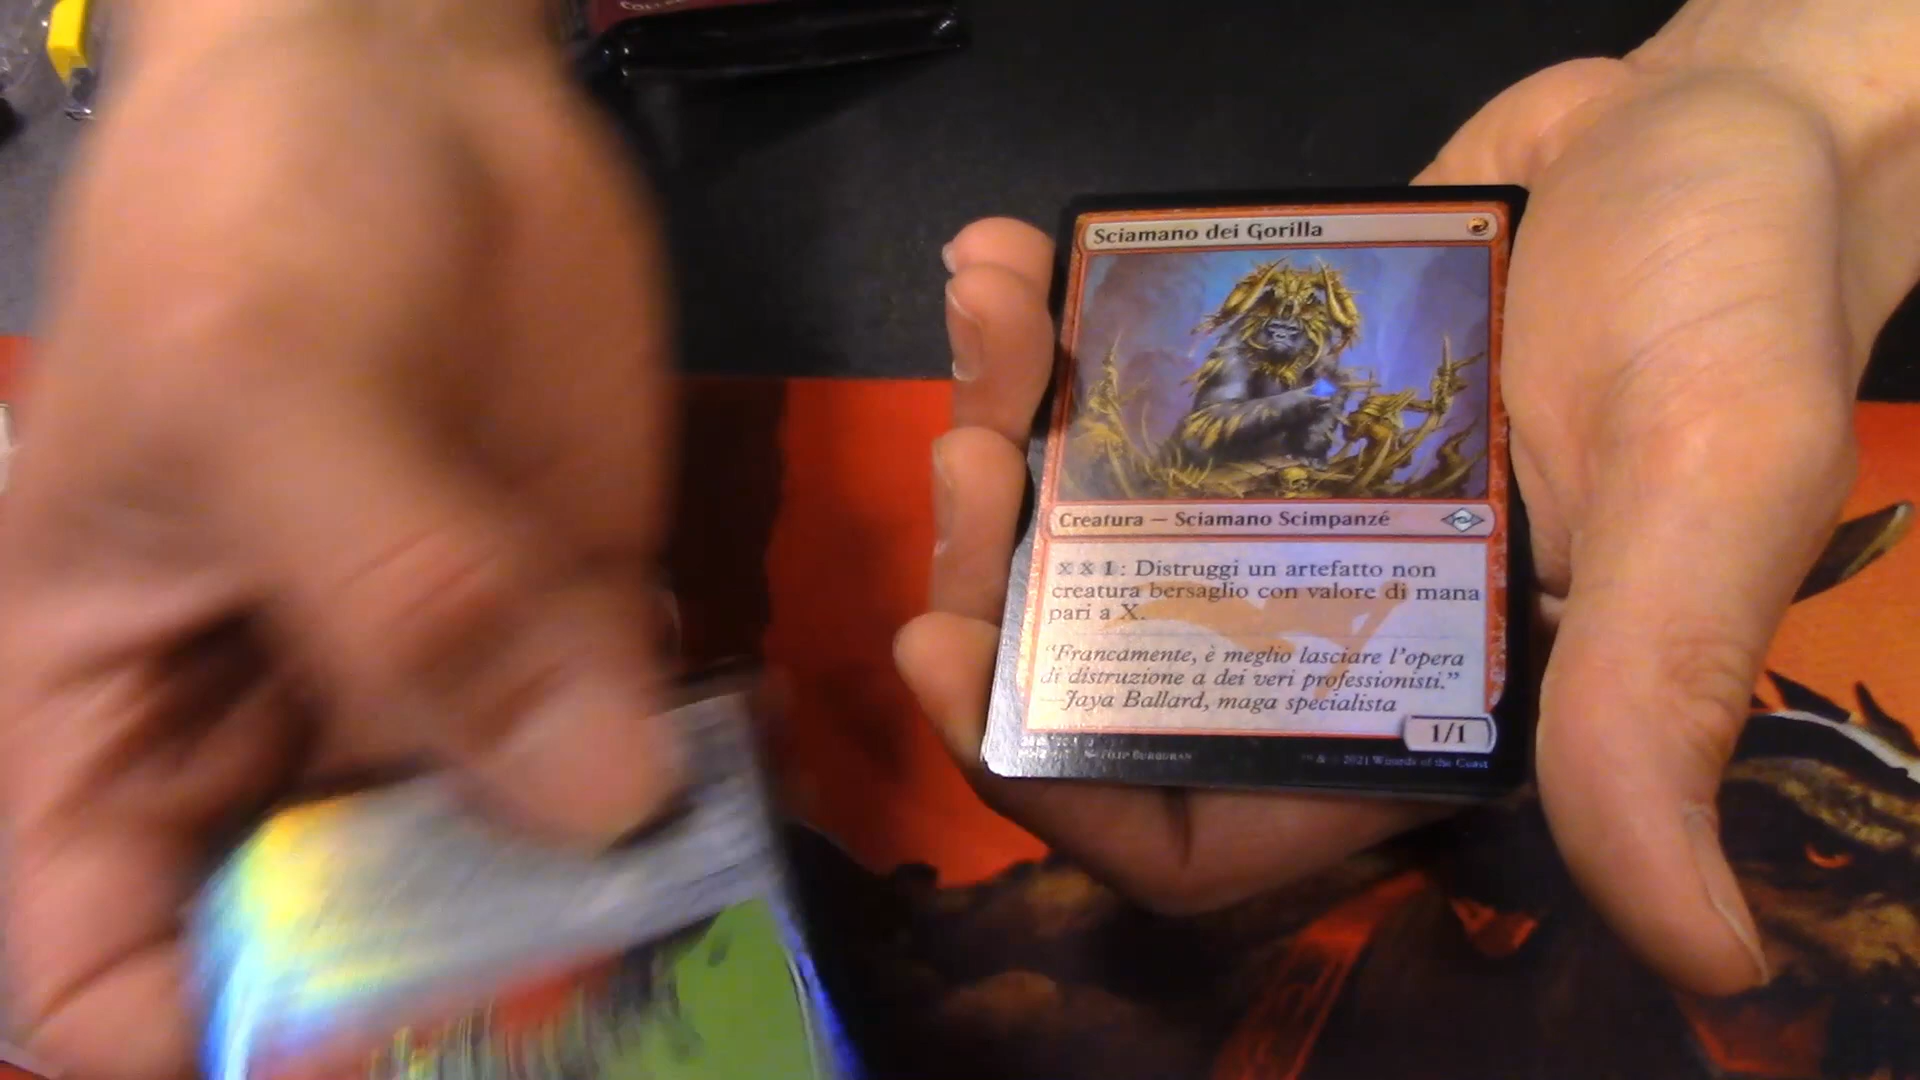 Sciamano dei Gorilla
Creatura — Sciamano Scimpanzé
X X 1: Distruggi un artefatto non
creatura bersaglio con valore di mana
pari a X.
“Francamente, è meglio lasciare l’opera
di distruzione a dei veri professionisti.”
—Jaya Ballard, maga specialista
1/1
™ & © 2021 Wizards of the Coast